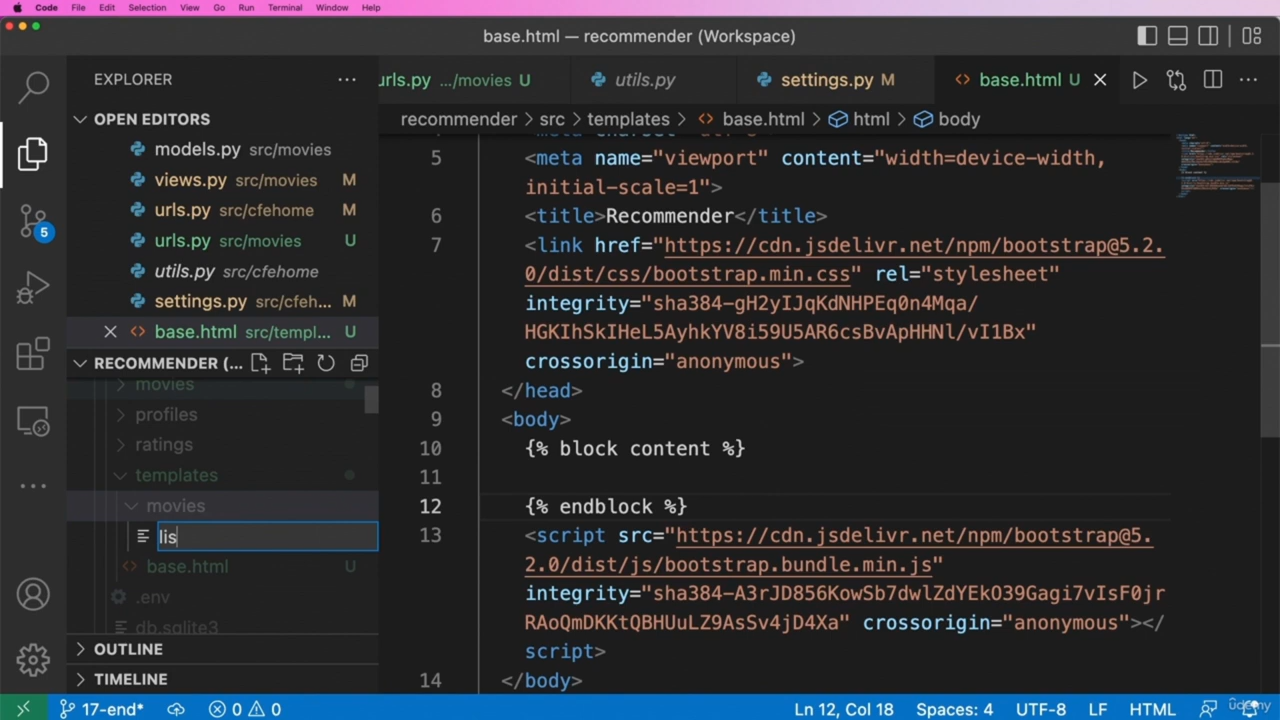 Code File Edit Selection View Go Run Terminal Window Help
base.html — recommender (Workspace)
EXPLORER
urls.py .../movies U
utils.py
settings.py M
base.html U
recommender > src > templates > base.html > html > body
OPEN EDITORS
models.py src/movies
views.py src/movies M
urls.py src/cfehome M
urls.py src/movies U
utils.py src/cfehome
settings.py src/cfeh... M
base.html src/templ... U
RECOMMENDER (...
movies
profiles
ratings
templates
movies
lis
base.html U
.env
db.sqlite3
OUTLINE
TIMELINE
5 <meta name="viewport" content="width=device-width,
initial-scale=1">
6 <title>Recommender</title>
7 <link href="https://cdn.jsdelivr.net/npm/bootstrap@5.2.
0/dist/css/bootstrap.min.css" rel="stylesheet"
integrity="sha384-gH2yIJqKdNHPEq0n4Mqa/
HGKIhSkIHeL5AyhkYV8i59U5AR6csBvApHHNl/vI1Bx"
crossorigin="anonymous">
8 </head>
9 <body>
10 {% block content %}
11
12 {% endblock %}
13 <script src="https://cdn.jsdelivr.net/npm/bootstrap@5.
2.0/dist/js/bootstrap.bundle.min.js"
integrity="sha384-A3rJD856KowSb7dwlZdYEkO39Gagi7vIsF0jr
RAoQmDKKtQBHUuLZ9AsSv4jD4Xa" crossorigin="anonymous"></
script>
14 </body>
5
17-end* 0 0 Ln 12, Col 18 Spaces: 4 UTF-8 LF HTML
udemy